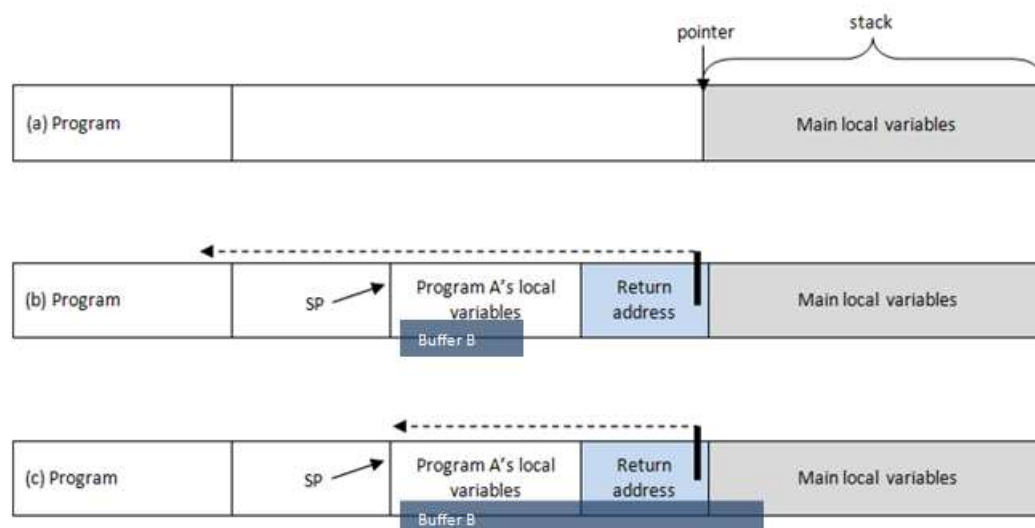 stack
pointer
(a) Program
Main local variables
(b) Program
SP
Program A's local
variables
Return
address
Main local variables
Buffer B
(c) Program
SP
Program A's local
variables
Return
address
Main local variables
Buffer B